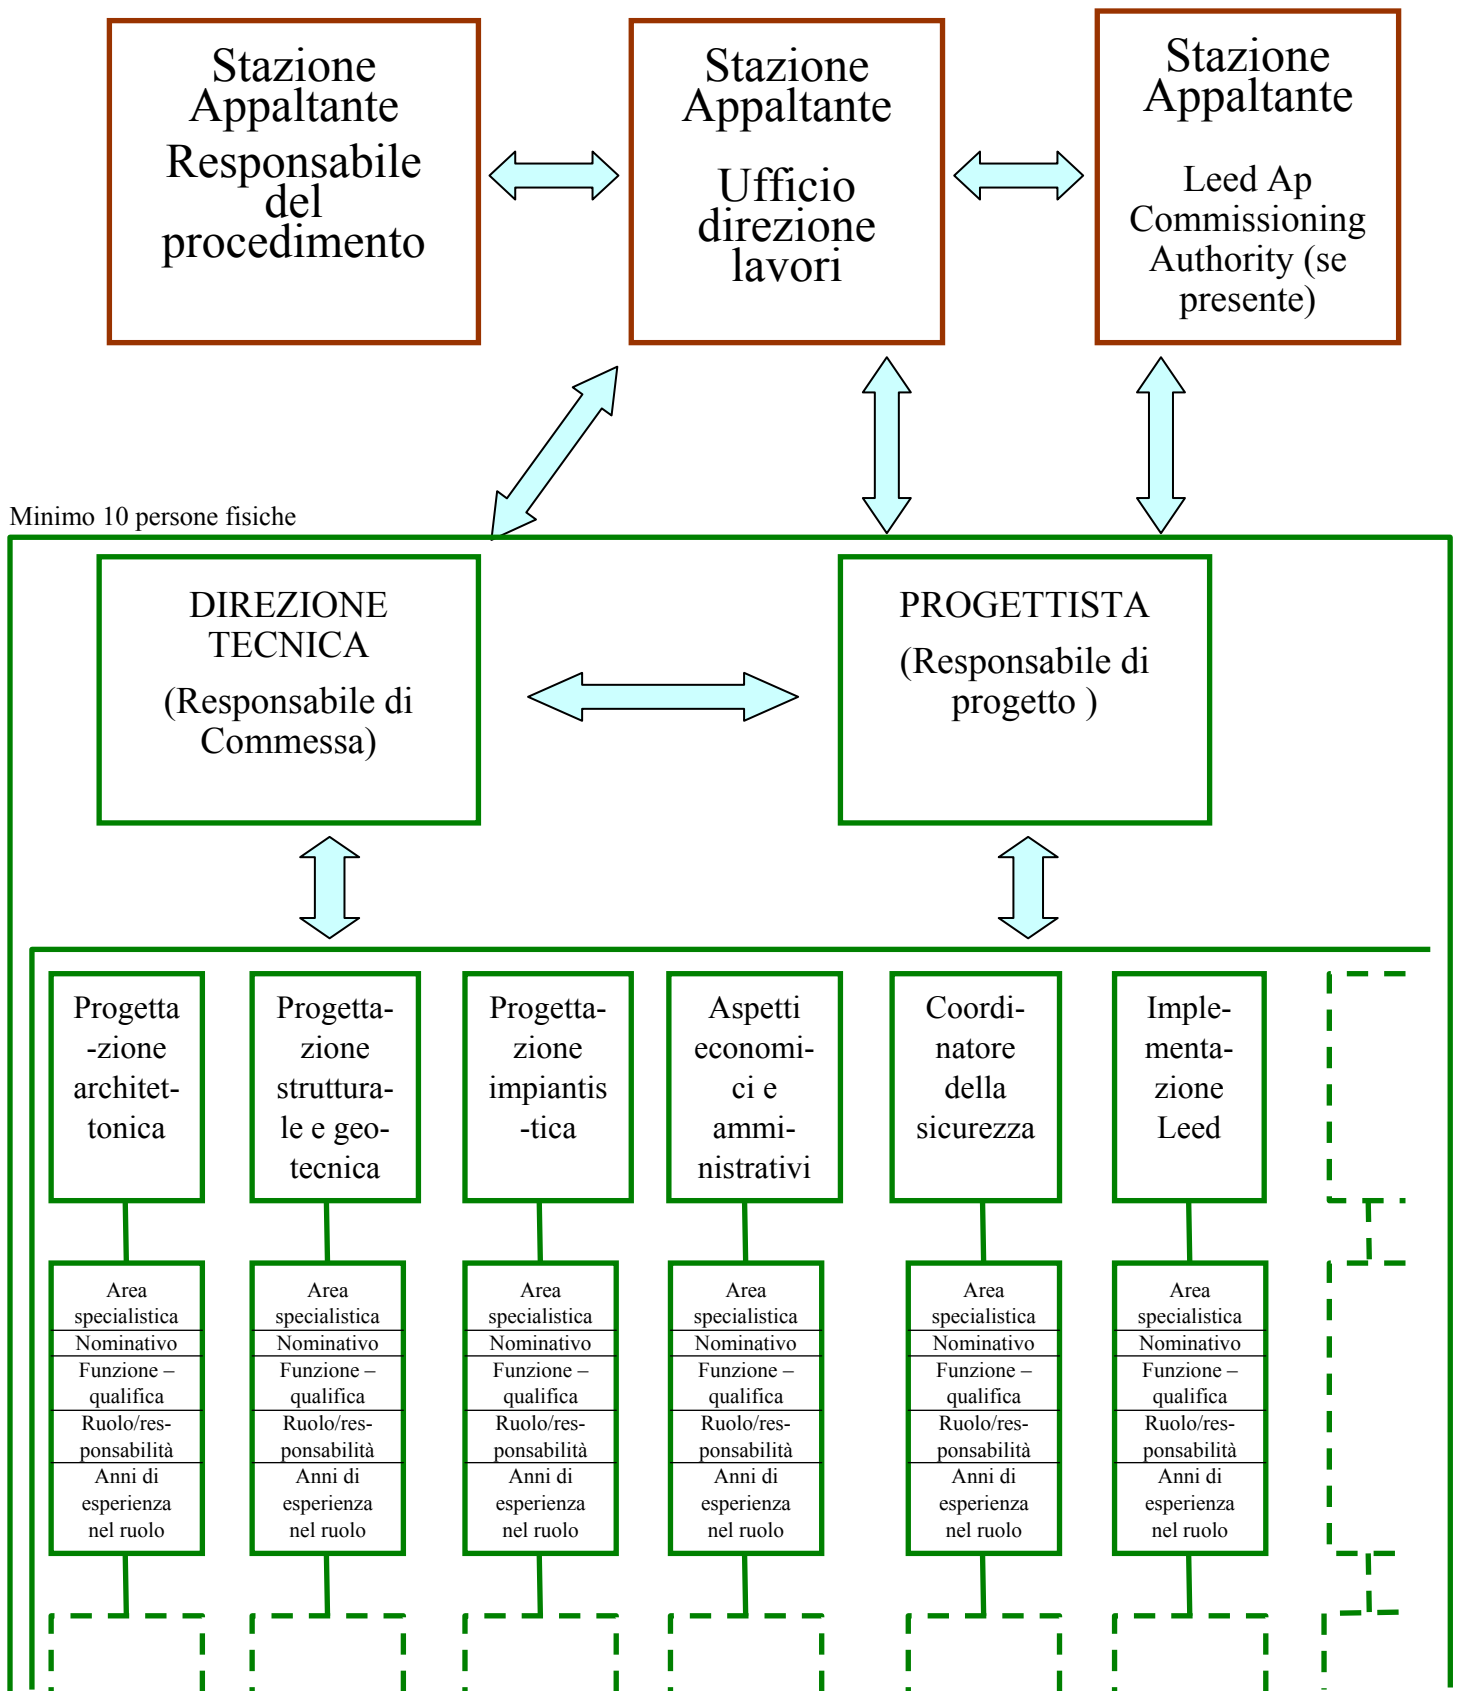 Stazione
Appaltante
Responsabile
del
procedimento
Stazione
Appaltante
Ufficio
direzione
lavori
Stazione
Appaltante
Leed Ap
Commissioning
Authority (se
presente)
Minimo 10 persone fisiche
DIREZIONE
TECNICA
(Responsabile di
Commessa)
PROGETTISTA
(Responsabile di
progetto )
Progetta
-zione
architet-
tonica
Progetta-
zione
struttura-
le e geo-
tecnica
Progetta-
zione
impiantis
-tica
Aspetti
economi-
ci e
ammi-
nistrativi
Coordi-
natore
della
sicurezza
Imple-
menta-
zione
Leed
Area
specialistica
Nominativo
Funzione –
qualifica
Ruolo/res-
ponsabilità
Anni di
esperienza
nel ruolo
Area
specialistica
Nominativo
Funzione –
qualifica
Ruolo/res-
ponsabilità
Anni di
esperienza
nel ruolo
Area
specialistica
Nominativo
Funzione –
qualifica
Ruolo/res-
ponsabilità
Anni di
esperienza
nel ruolo
Area
specialistica
Nominativo
Funzione –
qualifica
Ruolo/res-
ponsabilità
Anni di
esperienza
nel ruolo
Area
specialistica
Nominativo
Funzione –
qualifica
Ruolo/res-
ponsabilità
Anni di
esperienza
nel ruolo
Area
specialistica
Nominativo
Funzione –
qualifica
Ruolo/res-
ponsabilità
Anni di
esperienza
nel ruolo